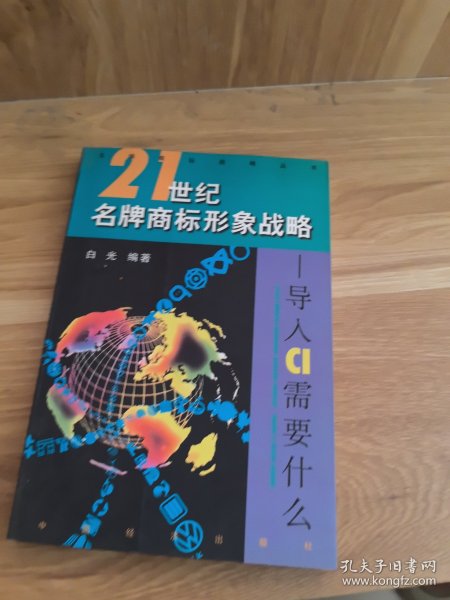 21世纪
名牌商标形象战略
白光 编著
—导入CI需要什么
孔夫子旧书网
www.kongfz.com